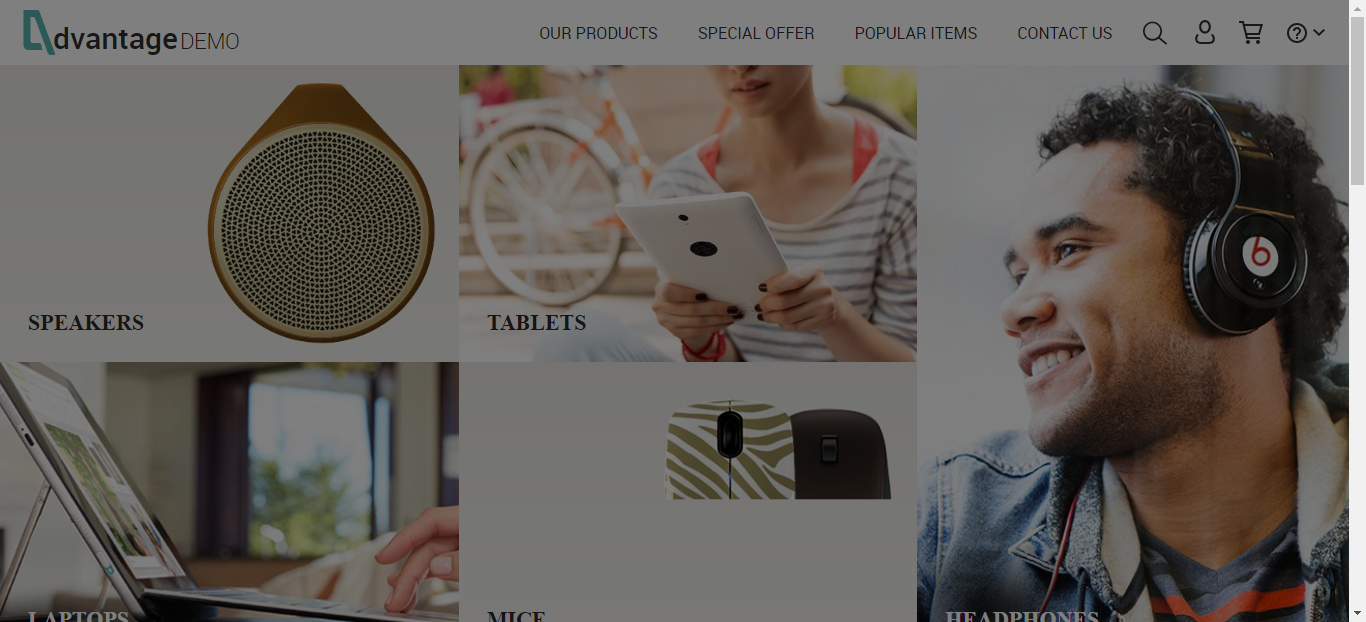 dvantage DEMO
OUR PRODUCTS
SPECIAL OFFER
POPULAR ITEMS
CONTACT US
SPEAKERS
TABLETS
LAPTOPS
MICE
HEADPHONES